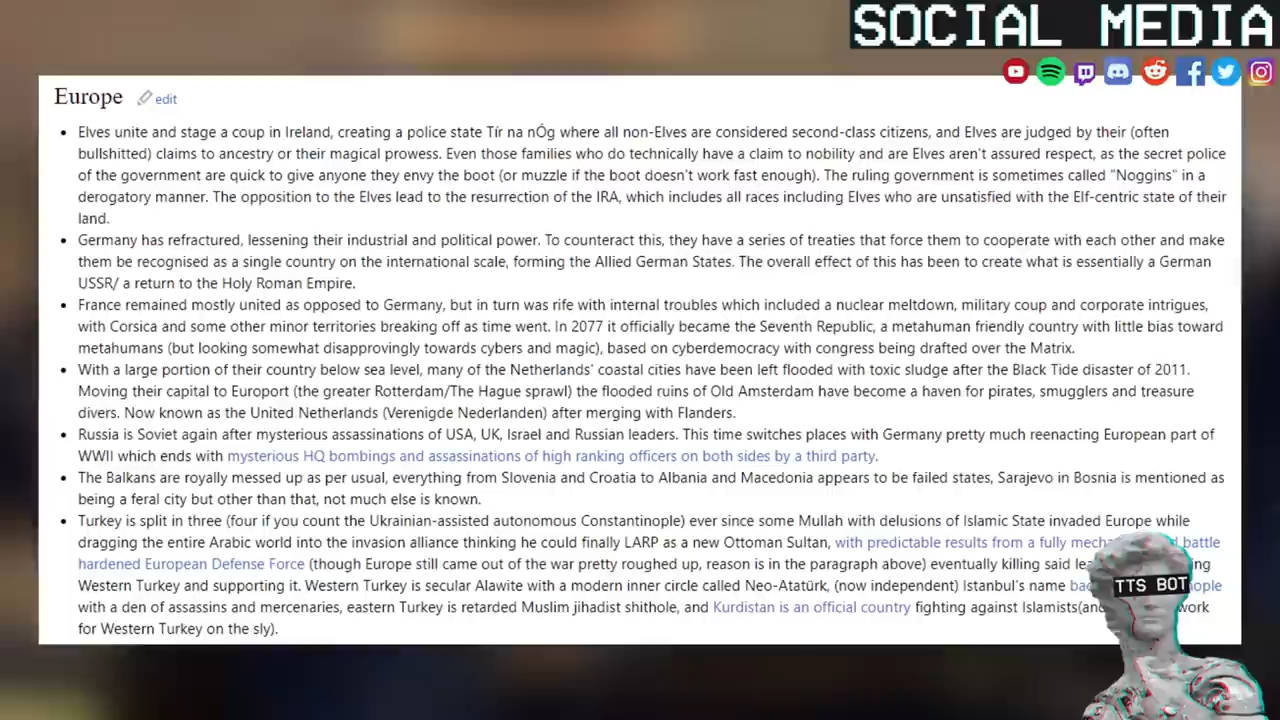 SOCIAL MEDIA
Europe edit
Elves unite and stage a coup in Ireland, creating a police state Tír na nÓg where all non-Elves are considered second-class citizens, and Elves are judged by their (often
bullshitted) claims to ancestry or their magical prowess. Even those families who do technically have a claim to nobility and are Elves aren't assured respect, as the secret police
of the government are quick to give anyone they envy the boot (or muzzle if the boot doesn't work fast enough). The ruling government is sometimes called "Noggins" in a
derogatory manner. The opposition to the Elves lead to the resurrection of the IRA, which includes all races including Elves who are unsatisfied with the Elf-centric state of their
land.
Germany has refractured, lessening their industrial and political power. To counteract this, they have a series of treaties that force them to cooperate with each other and make
them be recognised as a single country on the international scale, forming the Allied German States. The overall effect of this has been to create what is essentially a German
USSR/ a return to the Holy Roman Empire.
France remained mostly united as opposed to Germany, but in turn was rife with internal troubles which included a nuclear meltdown, military coup and corporate intrigues,
with Corsica and some other minor territories breaking off as time went. In 2077 it officially became the Seventh Republic, a metahuman friendly country with little bias toward
metahumans (but looking somewhat disapprovingly towards cybers and magic), based on cyberdemocracy with congress being drafted over the Matrix.
With a large portion of their country below sea level, many of the Netherlands' coastal cities have been left flooded with toxic sludge after the Black Tide disaster of 2011.
Moving their capital to Europort (the greater Rotterdam/The Hague sprawl) the flooded ruins of Old Amsterdam have become a haven for pirates, smugglers and treasure
divers. Now known as the United Netherlands (Verenigde Nederlanden) after merging with Flanders.
Russia is Soviet again after mysterious assassinations of USA, UK, Israel and Russian leaders. This time switches places with Germany pretty much reenacting European part of
WWII which ends with mysterious HQ bombings and assassinations of high ranking officers on both sides by a third party.
The Balkans are royally messed up as per usual, everything from Slovenia and Croatia to Albania and Macedonia appears to be failed states, Sarajevo in Bosnia is mentioned as
being a feral city but other than that, not much else is known.
Turkey is split in three (four if you count the Ukrainian-assisted autonomous Constantinople) ever since some Mullah with delusions of Islamic State invaded Europe while
dragging the entire Arabic world into the invasion alliance thinking he could finally LARP as a new Ottoman Sultan, with predictable results from a fully battle
hardened European Defense Force (though Europe still came out of the war pretty roughed up, reason is in the paragraph above) eventually killing said
Western Turkey and supporting it. Western Turkey is secular Alawite with a modern inner circle called Neo-Atatürk, (now independent) Istanbul's name
with a den of assassins and mercenaries, eastern Turkey is retarded Muslim jihadist shithole, and Kurdistan is an official country fighting against Islamists work
for Western Turkey on the sly).
TTS BOT